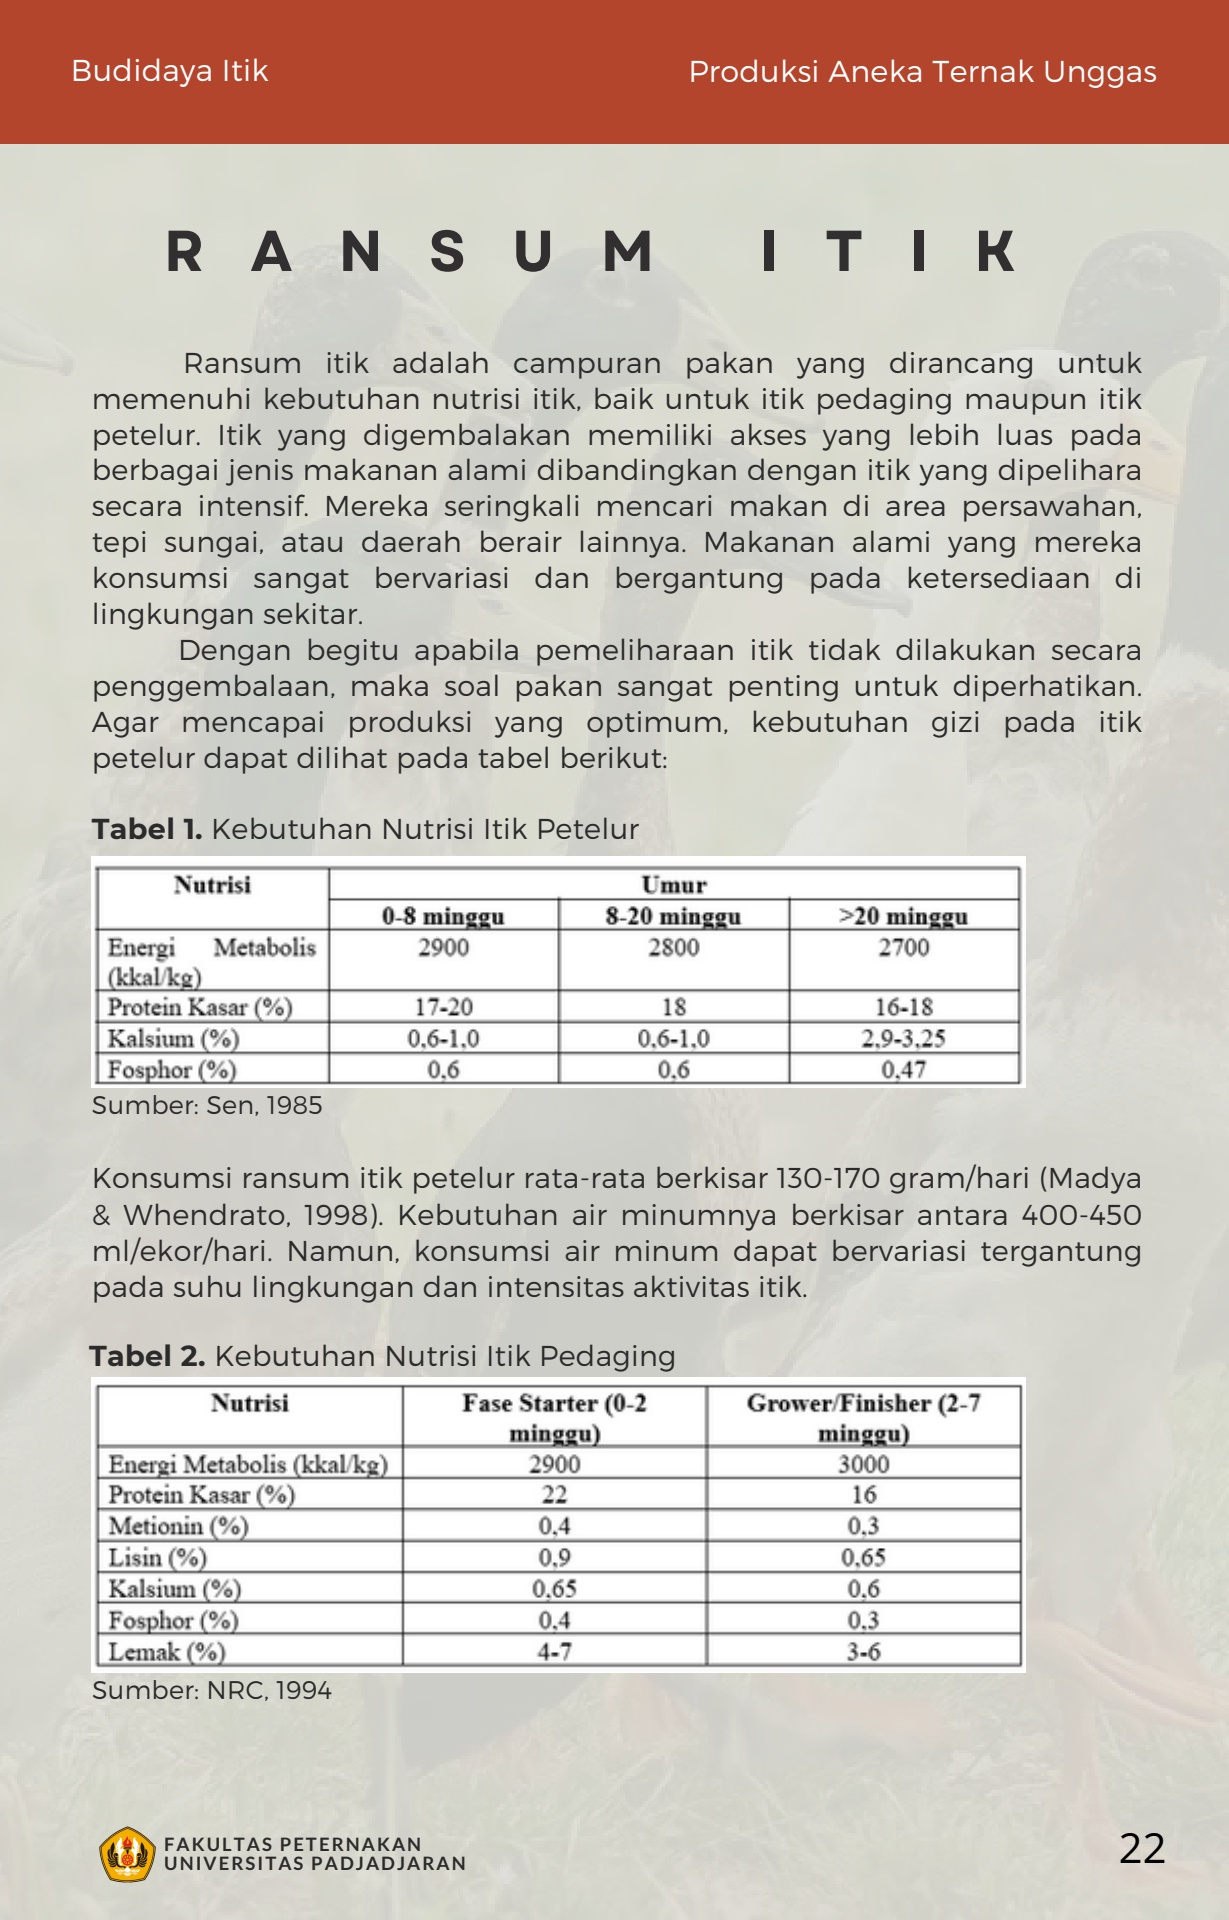 Budidaya Itik
Produksi Aneka Ternak Unggas
RANSUM ITIK
Ransum itik adalah campuran pakan yang dirancang untuk
memenuhi kebutuhan nutrisi itik, baik untuk itik pedaging maupun itik
petelur. Itik yang digembalakan memiliki akses yang lebih luas pada
berbagai jenis makanan alami dibandingkan dengan itik yang dipelihara
secara intensif. Mereka seringkali mencari makan di area persawahan,
tepi sungai, atau daerah berair lainnya. Makanan alami yang mereka
konsumsi sangat bervariasi dan bergantung pada ketersediaan di
lingkungan sekitar.
Dengan begitu apabila pemeliharaan itik tidak dilakukan secara
penggembalaan, maka soal pakan sangat penting untuk diperhatikan.
Agar mencapai produksi yang optimum, kebutuhan gizi pada itik
petelur dapat dilihat pada tabel berikut:
Tabel 1. Kebutuhan Nutrisi Itik Petelur
Nutrisi Umur
0-8 minggu 8-20 minggu >20 minggu
Energi Metabolis 2900 2800 2700
(kkal/kg)
Protein Kasar (%) 17-20 18 16-18
Kalsium (%) 0,6-1,0 0,6-1,0 2,9-3,25
Fosphor (%) 0,6 0,6 0,47
Sumber: Sen, 1985
Konsumsi ransum itik petelur rata-rata berkisar 130-170 gram/hari (Madya
& Whendrato, 1998). Kebutuhan air minumnya berkisar antara 400-450
ml/ekor/hari. Namun, konsumsi air minum dapat bervariasi tergantung
pada suhu lingkungan dan intensitas aktivitas itik.
Tabel 2. Kebutuhan Nutrisi Itik Pedaging
Nutrisi Fase Starter (0-2 Grower/Finisher (2-7
minggu) minggu)
Energi Metabolis (kkal/kg) 2900 3000
Protein Kasar (%) 22 16
Metionin (%) 0,4 0,3
Lisin (%) 0,9 0,65
Kalsium (%) 0,65 0,6
Fosphor (%) 0,4 0,3
Lemak (%) 4-7 3-6
Sumber: NRC, 1994
FAKULTAS PETERNAKAN
UNIVERSITAS PADJADJARAN
22